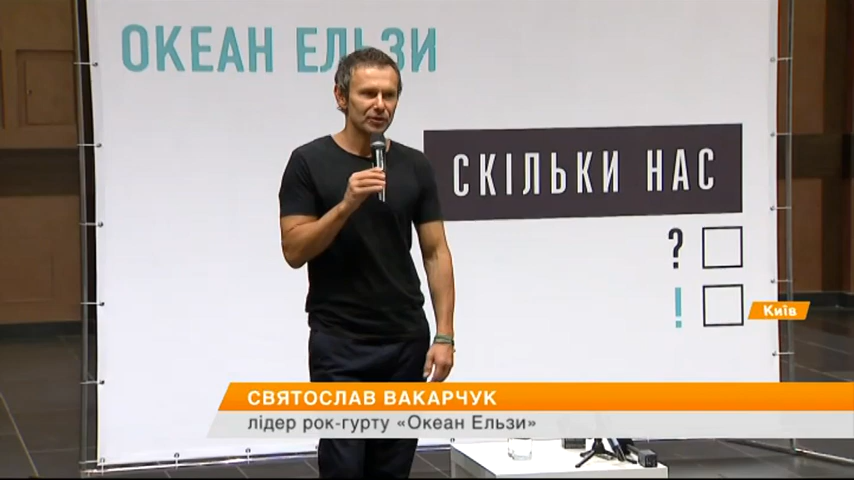 ОКЕАН ЕЛЬЗИ
СКІЛЬКИ НАС
?
!
Київ
СВЯТОСЛАВ ВАКАРЧУК
лідер рок-гурту «Океан Ельзи»